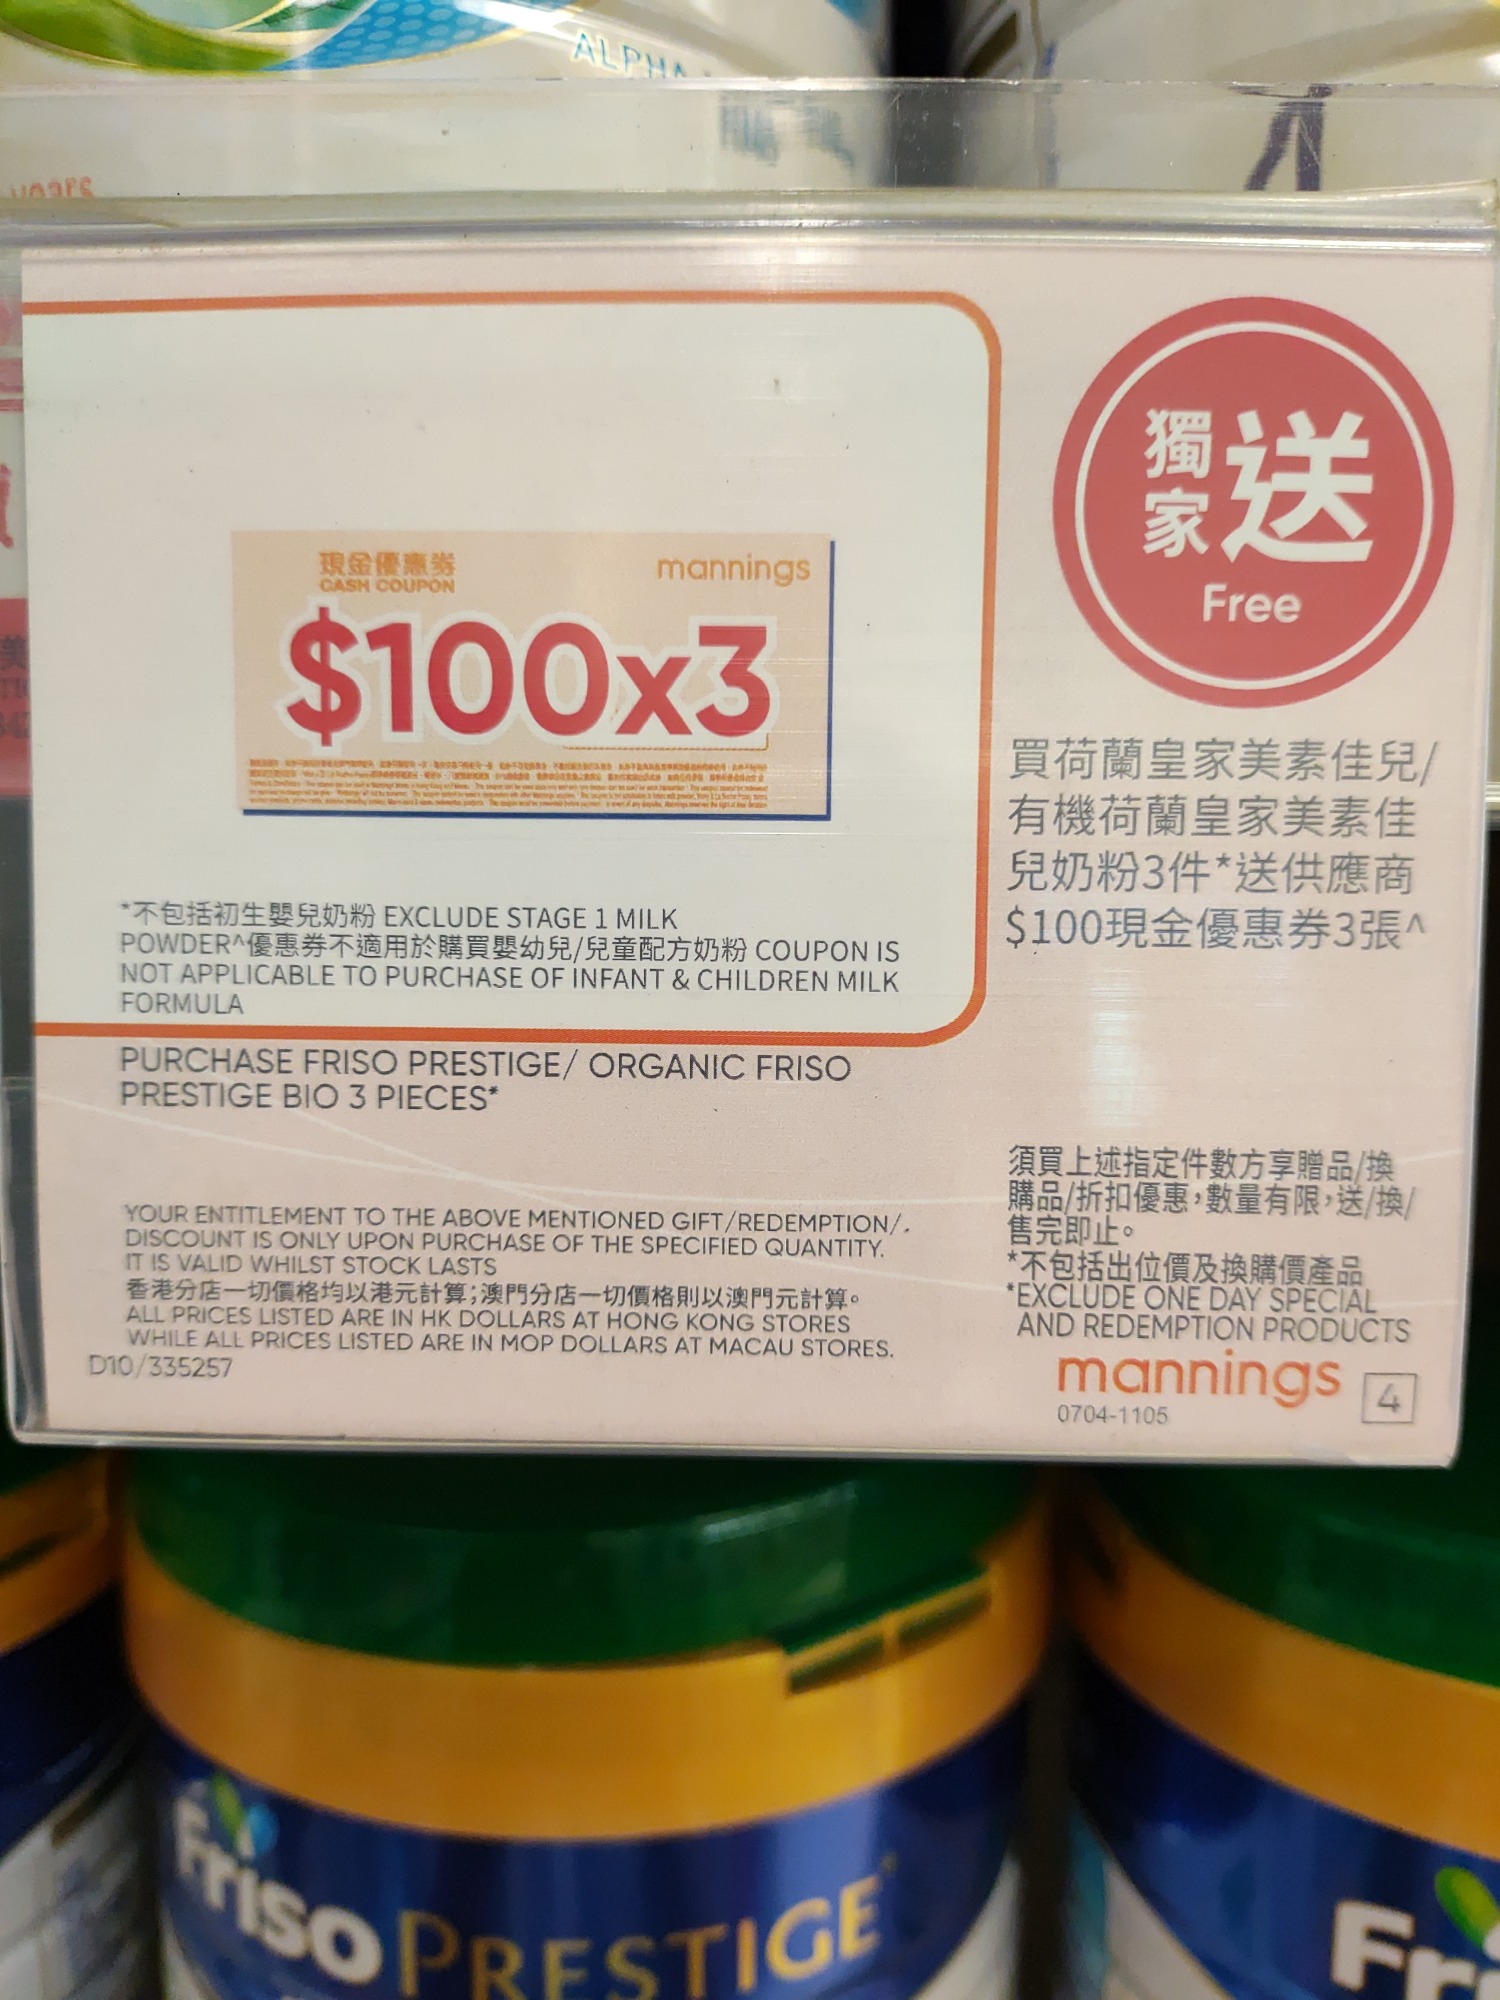 ALPHA
years
獨家送
Free
現金優惠券
CASH COUPON
mannings
$100x3
買荷蘭皇家美素佳兒/
有機荷蘭皇家美素佳
兒奶粉3件*送供應商
$100現金優惠券3張^
*不包括初生嬰兒奶粉 EXCLUDE STAGE 1 MILK
POWDER^優惠券不適用於購買嬰幼兒/兒童配方奶粉 COUPON IS
NOT APPLICABLE TO PURCHASE OF INFANT & CHILDREN MILK
FORMULA
PURCHASE FRISO PRESTIGE/ ORGANIC FRISO
PRESTIGE BIO 3 PIECES*
YOUR ENTITLEMENT TO THE ABOVE MENTIONED GIFT/REDEMPTION/.
DISCOUNT IS ONLY UPON PURCHASE OF THE SPECIFIED QUANTITY.
IT IS VALID WHILST STOCK LASTS
香港分店一切價格均以港元計算;澳門分店一切價格則以澳門元計算。
ALL PRICES LISTED ARE IN HK DOLLARS AT HONG KONG STORES
WHILE ALL PRICES LISTED ARE IN MOP DOLLARS AT MACAU STORES.
D10/335257
須買上述指定件數方享贈品/換
購品/折扣優惠,數量有限,送/換/
售完即止。
*不包括出位價及換購價產品
*EXCLUDE ONE DAY SPECIAL
AND REDEMPTION PRODUCTS
mannings
4
0704-1105
Friso PRESTIGE
Fr